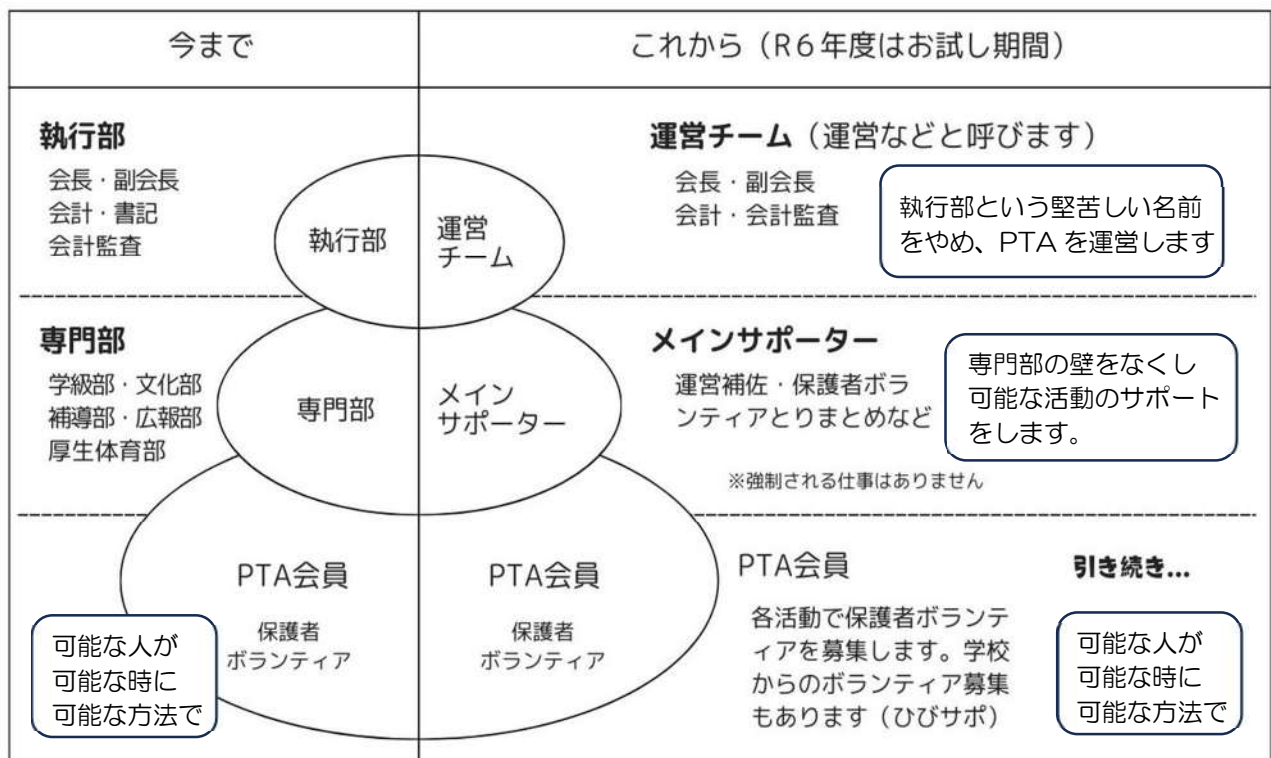 今まで
これから（R６年度はお試し期間）
執行部
会長・副会長
会計・書記
会計監査
執行部
運営
チーム
運営チーム（運営などと呼びます）
会長・副会長
会計・会計監査
執行部という堅苦しい名前
をやめ、PTA を運営します
専門部
学級部・文化部
補導部・広報部
厚生体育部
専門部
メイン
サポーター
メインサポーター
運営補佐・保護者ボラ
ンティアとりまとめなど
※強制される仕事はありません
専門部の壁をなくし
可能な活動のサポート
をします。
PTA会員
保護者
ボランティア
可能な人が
可能な時に
可能な方法で
PTA会員
保護者
ボランティア
PTA会員
各活動で保護者ボランテ
ィアを募集します。学校
からのボランティア募集
もあります（ひびサポ）
引き続き...
可能な人が
可能な時に
可能な方法で